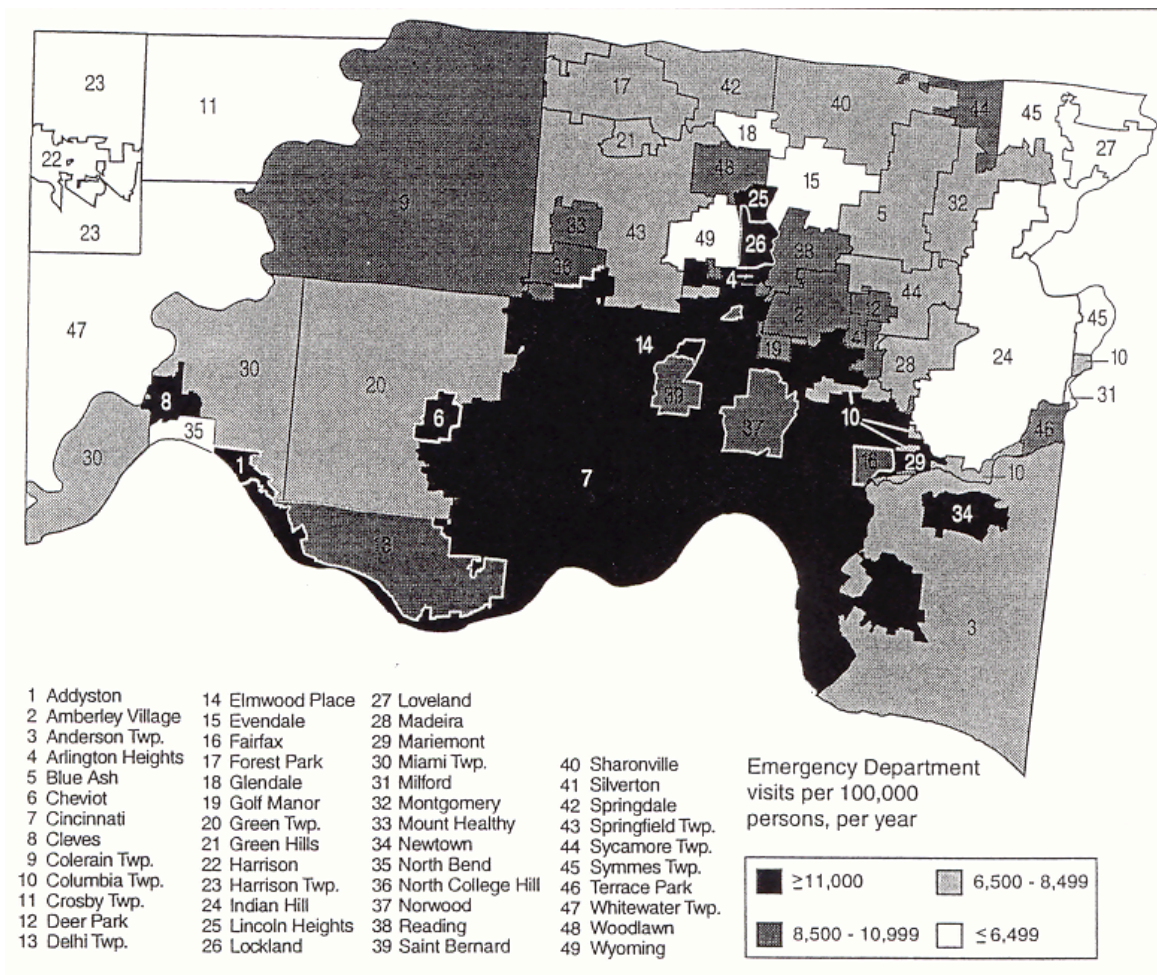 23
11
17
42
40
44
45
18
27
21
22
48
15
9
25
32
33
5
23
43
49
26
38
36
4
44
47
2
12
45
30
14
19
28
24
10
20
39
31
8
6
10
37
46
35
30
1
16
29
10
7
34
13
3
1 Addyston
2 Amberley Village
3 Anderson Twp.
4 Arlington Heights
5 Blue Ash
6 Cheviot
7 Cincinnati
8 Cleves
9 Colerain Twp.
10 Columbia Twp.
11 Crosby Twp.
12 Deer Park
13 Delhi Twp.
14 Elmwood Place
15 Evendale
16 Fairfax
17 Forest Park
18 Glendale
19 Golf Manor
20 Green Twp.
21 Green Hills
22 Harrison
23 Harrison Twp.
24 Indian Hill
25 Lincoln Heights
26 Lockland
27 Loveland
28 Madeira
29 Mariemont
30 Miami Twp.
31 Milford
32 Montgomery
33 Mount Healthy
34 Newtown
35 North Bend
36 North College Hill
37 Norwood
38 Reading
39 Saint Bernard
40 Sharonville
41 Silverton
42 Springdale
43 Springfield Twp.
44 Sycamore Twp.
45 Symmes Twp.
46 Terrace Park
47 Whitewater Twp.
48 Woodlawn
49 Wyoming
Emergency Department
visits per 100,000
persons, per year
≥11,000
6,500 - 8,499
8,500 - 10,999
≤6,499